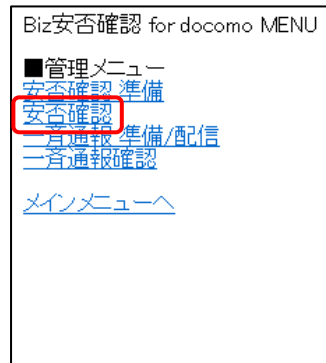 Biz安否確認 for docomo MENU
■管理メニュー
安否確認 準備
安否確認
一斉通報 準備/配信
一斉通報確認
メインメニューへ